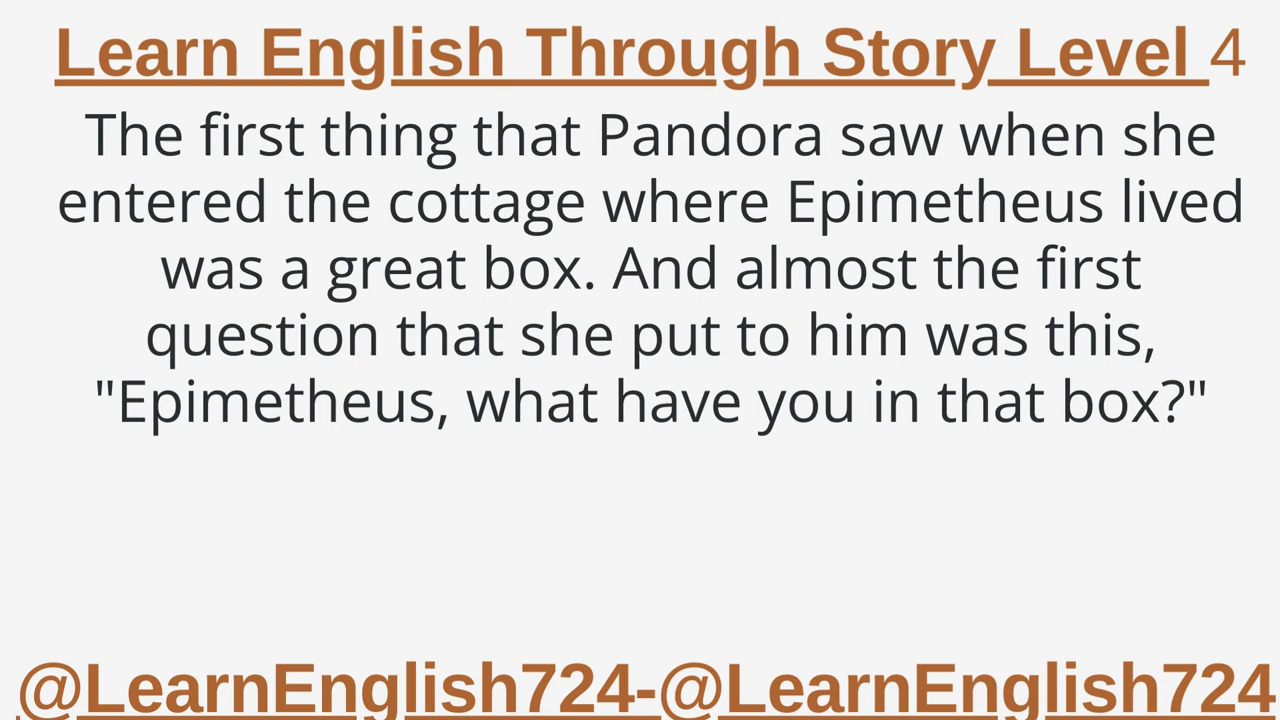 Learn English Through Story Level 4
The first thing that Pandora saw when she
entered the cottage where Epimetheus lived
was a great box. And almost the first
question that she put to him was this,
"Epimetheus, what have you in that box?"
@LearnEnglish724-@LearnEnglish724